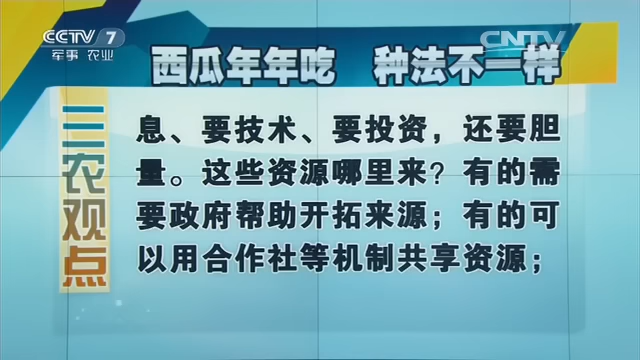 CCTV 7
军事 农业
CNTV
西瓜年年吃 种法不一样
三农观点
息、要技术、要投资，还要胆
量。这些资源哪里来？有的需
要政府帮助开拓来源；有的可
以用合作社等机制共享资源；